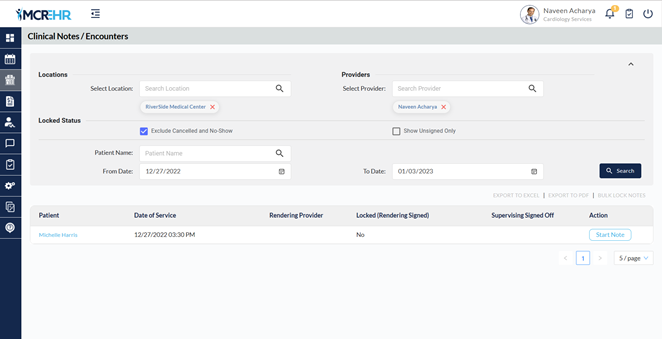 MCREHR
Naveen Acharya
Cardiology Services
Clinical Notes / Encounters
Locations
Providers
Select Location:
Search Location
Select Provider:
Search Provider
RiverSide Medical Center
Naveen Acharya
Locked Status
Exclude Cancelled and No-Show
Show Unsigned Only
Patient Name:
Patient Name
From Date:
12/27/2022
To Date:
01/03/2023
Search
EXPORT TO EXCEL | EXPORT TO PDF | BULK LOCK NOTES
Patient Date of Service Rendering Provider Locked (Rendering Signed) Supervising Signed Off Action
Michelle Harris 12/27/2022 03:30 PM No Start Note
1
5 / page